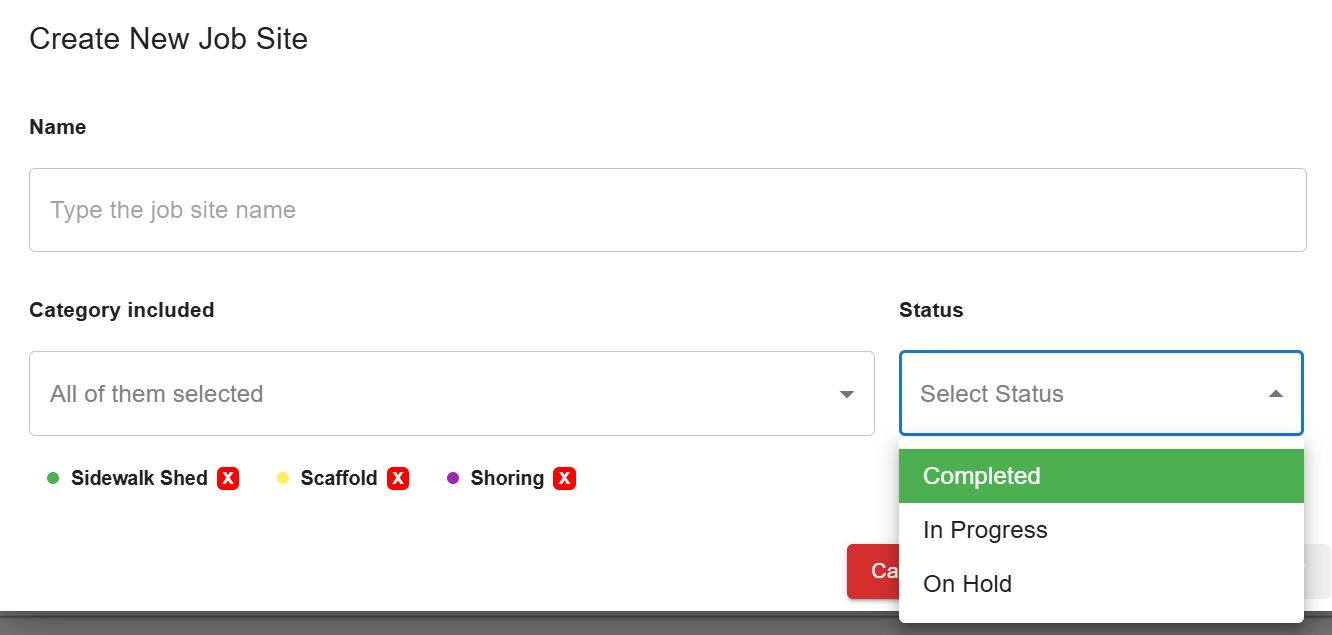 Create New Job Site
Name
Type the job site name
Category included
Status
All of them selected
Select Status
Sidewalk Shed X
Scaffold X
Shoring X
Completed
In Progress
On Hold
Ca